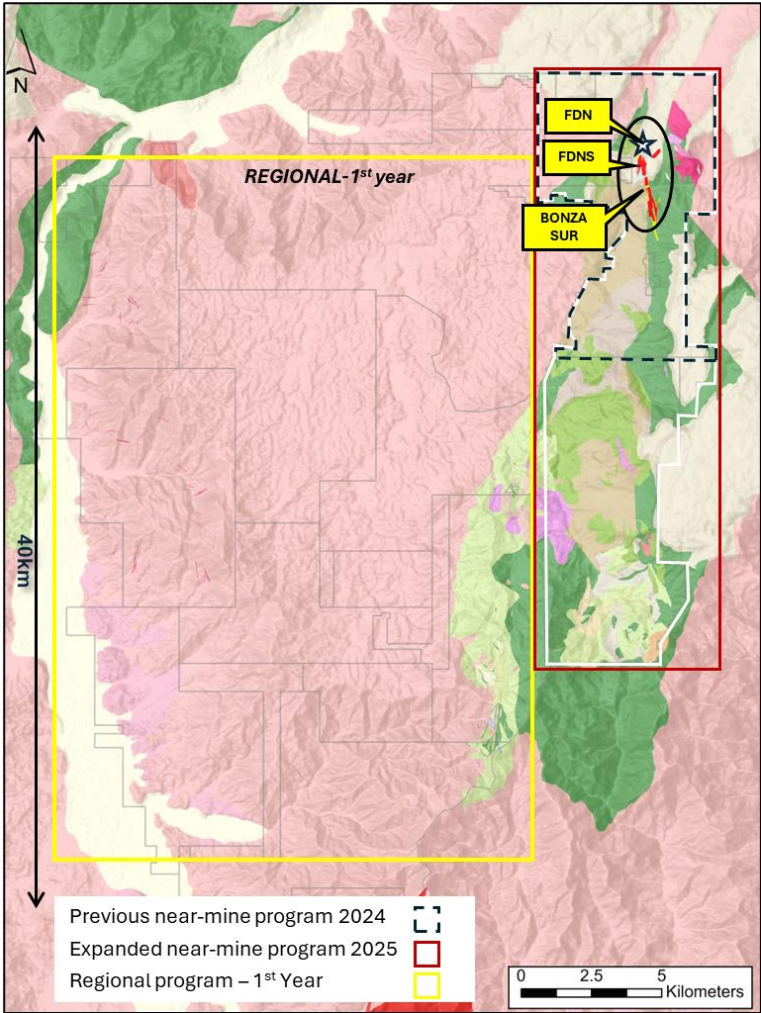 N
REGIONAL-1st year
FDN
FDNS
BONZA
SUR
40km
Previous near-mine program 2024
Expanded near-mine program 2025
Regional program – 1st Year
0 2.5 5
Kilometers